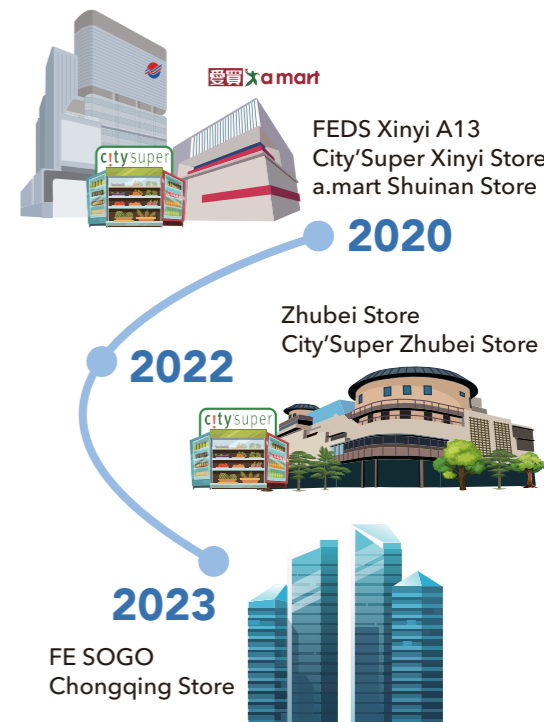 愛買 a mart
city'super
FEDS Xinyi A13
City'Super Xinyi Store
a.mart Shuinan Store
2020
Zhubei Store
City'Super Zhubei Store
2022
city'super
2023
FE SOGO
Chongqing Store